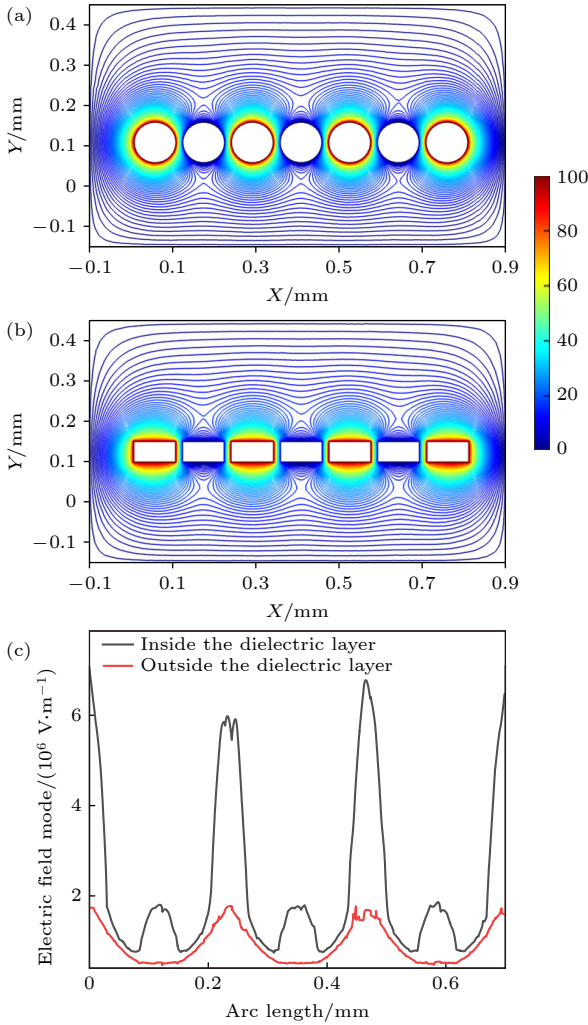 (a)
0.4
0.3
0.2
0.1
0
−0.1
Y/mm
−0.1 0.1 0.3 0.5 0.7 0.9
X/mm
100
80
60
40
20
0
(b)
0.4
0.3
0.2
0.1
0
−0.1
Y/mm
−0.1 0.1 0.3 0.5 0.7 0.9
X/mm
(c)
Inside the dielectric layer
Outside the dielectric layer
6
4
2
Electric field mode/(10⁶ V·m⁻¹)
0 0.2 0.4 0.6
Arc length/mm